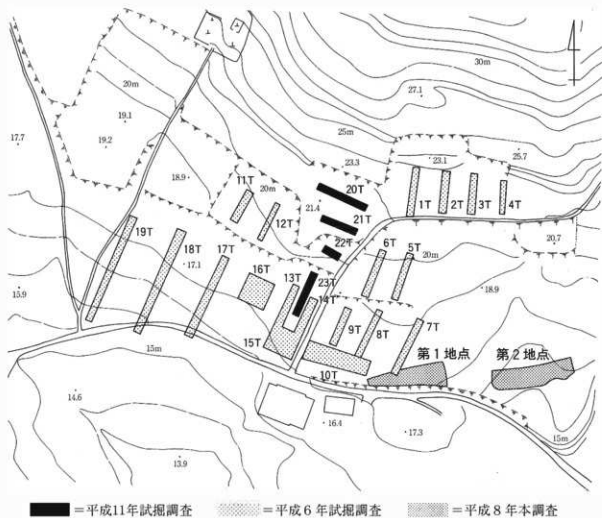 30m
27.1
20m
19.1
17.7
19.2
25m
23.3
23.1
25.7
18.9
11T
20m
20T
1T
2T
3T
4T
12T
21.4
21T
19T
18T
17T
22T
6T
5T
20.7
17.1
16T
13T
23T
20m
15.9
14T
18.9
9T
8T
7T
15T
第1地点
第2地点
15m
10T
14.6
16.4
17.3
15m
13.9
=平成11年試掘調査
=平成6年試掘調査
=平成8年本調査